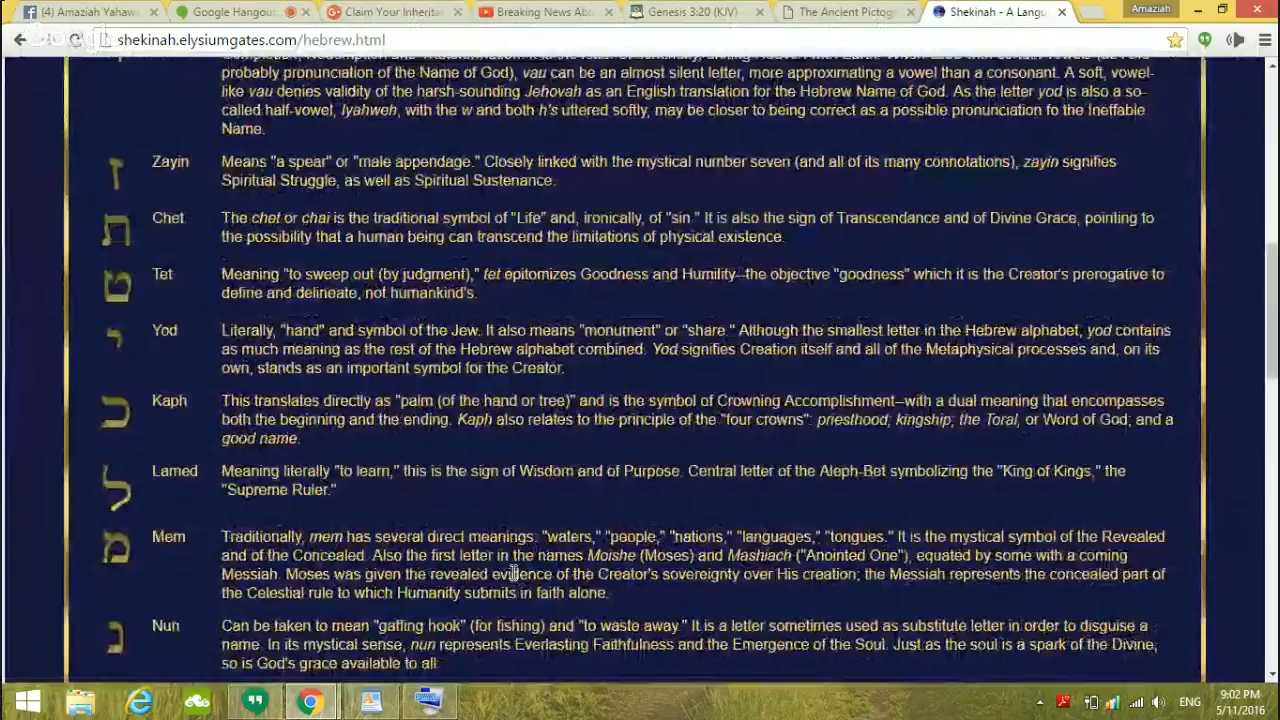 (1) Amaziah Yahaw
Google Hangout
Claim Your Inheritan
Breaking News Abo
Genesis 3:20 (KJV)
The Ancient Pictog
Shekinah - A Langu
Amaziah
shekinah.elysiumgates.com/hebrew.html
probably pronunciation of the Name of God), vau can be an almost silent letter, more approximating a vowel than a consonant. A soft, vowel-
like vau denies validity of the harsh-sounding Jehovah as an English translation for the Hebrew Name of God. As the letter yod is also a so-
called half-vowel, Iyahweh, with the w and both h's uttered softly, may be closer to being correct as a possible pronunciation fo the Ineffable
Name.
ז Zayin Means "a spear" or "male appendage." Closely linked with the mystical number seven (and all of its many connotations), zayin signifies
Spiritual Struggle, as well as Spiritual Sustenance.
ת Chet The chet or chai is the traditional symbol of "Life" and, ironically, of "sin." It is also the sign of Transcendance and of Divine Grace, pointing to
the possibility that a human being can transcend the limitations of physical existence.
ט Tet Meaning "to sweep out (by judgment)," tet epitomizes Goodness and Humility–the objective "goodness" which it is the Creator's prerogative to
define and delineate, not humankind's.
י Yod Literally, "hand" and symbol of the Jew. It also means "monument" or "share." Although the smallest letter in the Hebrew alphabet, yod contains
as much meaning as the rest of the Hebrew alphabet combined. Yod signifies Creation itself and all of the Metaphysical processes and, on its
own, stands as an important symbol for the Creator.
כ Kaph This translates directly as "palm (of the hand or tree)" and is the symbol of Crowning Accomplishment–with a dual meaning that encompasses
both the beginning and the ending. Kaph also relates to the principle of the "four crowns": priesthood; kingship; the Toral, or Word of God; and a
good name.
ל Lamed Meaning literally "to learn," this is the sign of Wisdom and of Purpose. Central letter of the Aleph-Bet symbolizing the "King of Kings," the
"Supreme Ruler."
מ Mem Traditionally, mem has several direct meanings: "waters," "people," "nations," "languages," "tongues." It is the mystical symbol of the Revealed
and of the Concealed. Also the first letter in the names Moishe (Moses) and Mashiach ("Anointed One"), equated by some with a coming
Messiah. Moses was given the revealed evidence of the Creator's sovereignty over His creation; the Messiah represents the concealed part of
the Celestial rule to which Humanity submits in faith alone.
נ Nun Can be taken to mean "gaffing hook" (for fishing) and "to waste away." It is a letter sometimes used as substitute letter in order to disguise a
name. In its mystical sense, nun represents Everlasting Faithfulness and the Emergence of the Soul. Just as the soul is a spark of the Divine,
so is God's grace available to all.
ENG
9:02 PM
5/11/2016